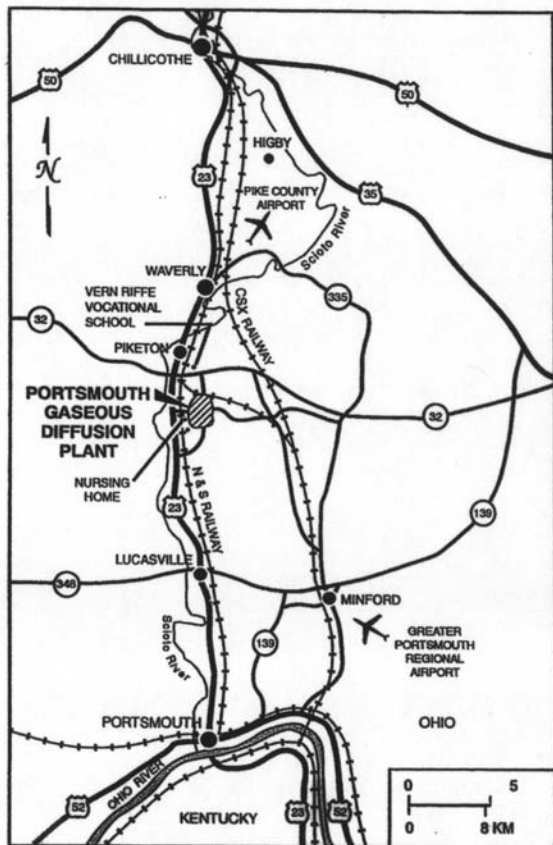 CHILLICOTHE
50
50
N
HIGBY
23
PIKE COUNTY
AIRPORT
35
Scioto River
WAVERLY
VERN RIFFE
VOCATIONAL
SCHOOL
335
32
CSX RAILWAY
PIKETON
PORTSMOUTH
GASEOUS
DIFFUSION
PLANT
32
NURSING
HOME
N & S RAILWAY
23
139
LUCASVILLE
348
MINFORD
Scioto
River
139
GREATER
PORTSMOUTH
REGIONAL
AIRPORT
PORTSMOUTH
OHIO
OHIO RIVER
52
KENTUCKY
23
52
0 5
0 8 KM